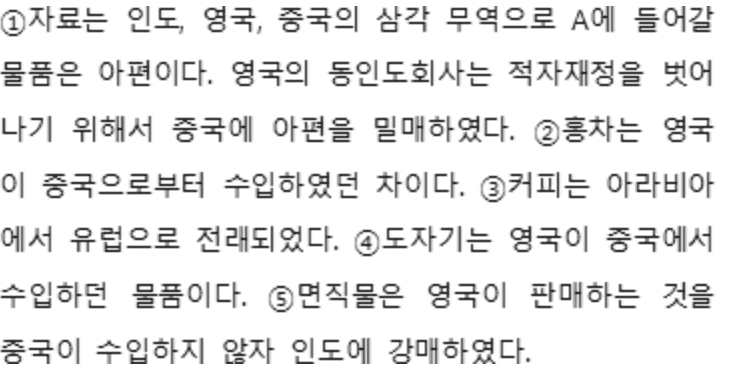 ①자료는 인도, 영국, 중국의 삼각 무역으로 A에 들어갈
물품은 아편이다. 영국의 동인도회사는 적자재정을 벗어
나기 위해서 중국에 아편을 밀매하였다. ②홍차는 영국
이 중국으로부터 수입하였던 차이다. ③커피는 아라비아
에서 유럽으로 전래되었다. ④도자기는 영국이 중국에서
수입하던 물품이다. ⑤면직물은 영국이 판매하는 것을
중국이 수입하지 않자 인도에 강매하였다.